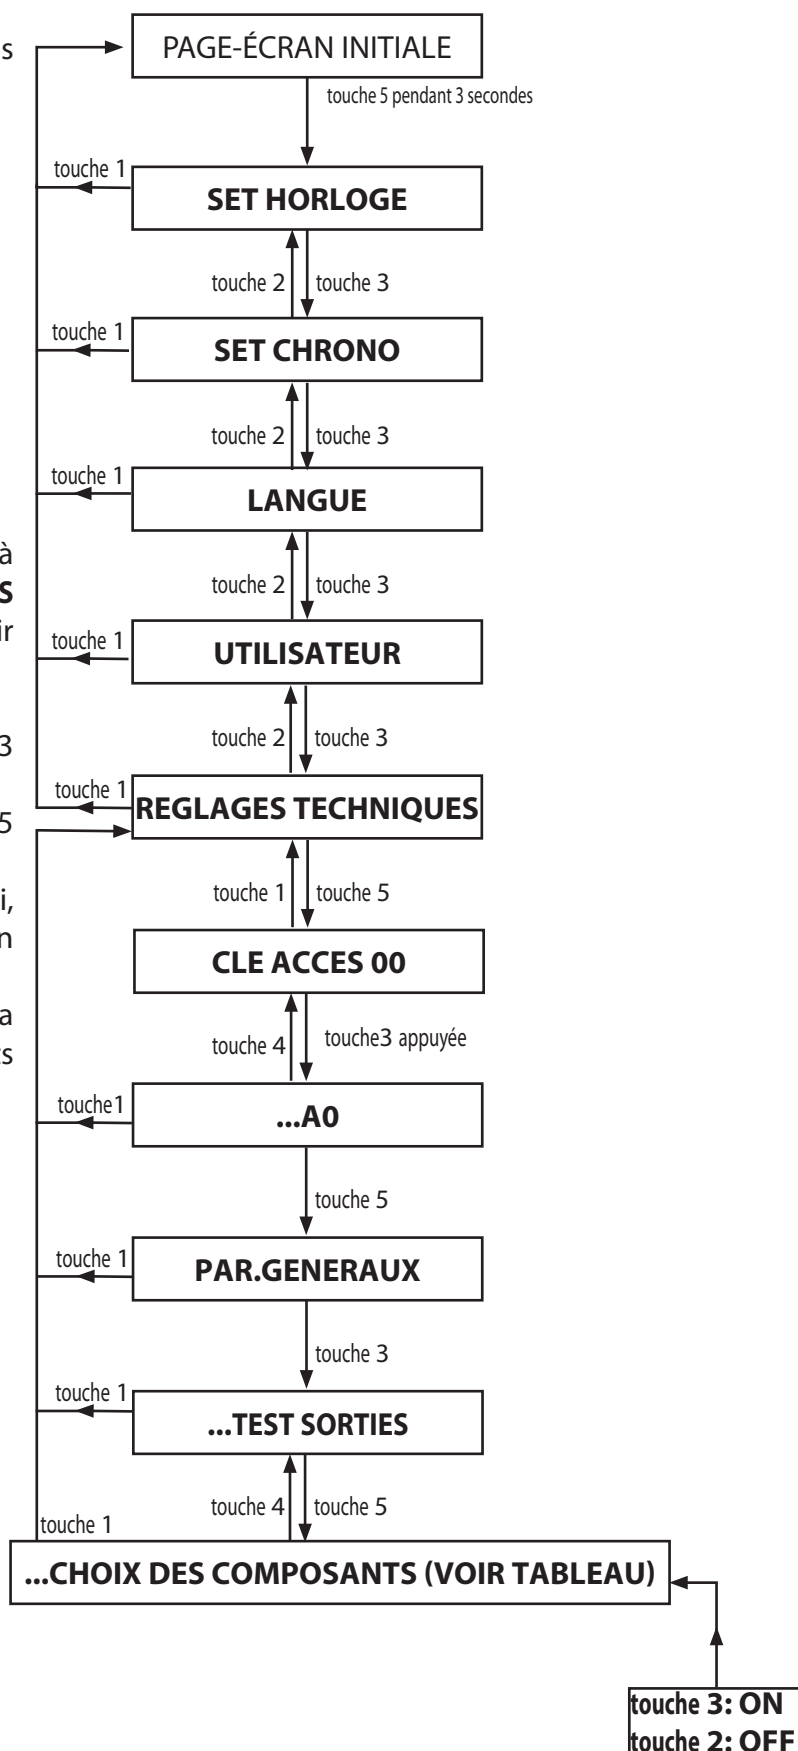 s
PAGE-ÉCRAN INITIALE
touche 5 pendant 3 secondes
touche 1
SET HORLOGE
touche 2
touche 3
touche 1
SET CHRONO
touche 2
touche 3
touche 1
LANGUE
à
touche 2
touche 3
S
ir
touche 1
UTILISATEUR
touche 2
touche 3
3
touche 1
REGLAGES TECHNIQUES
5
touche 1
touche 5
i,
n
CLE ACCES 00
a
touche 4
touche3 appuyée
s
touche1
...A0
touche 5
touche 1
PAR.GENERAUX
touche 3
touche 1
...TEST SORTIES
touche 4
touche 5
touche 1
...CHOIX DES COMPOSANTS (VOIR TABLEAU)
touche 3: ON
touche 2: OFF